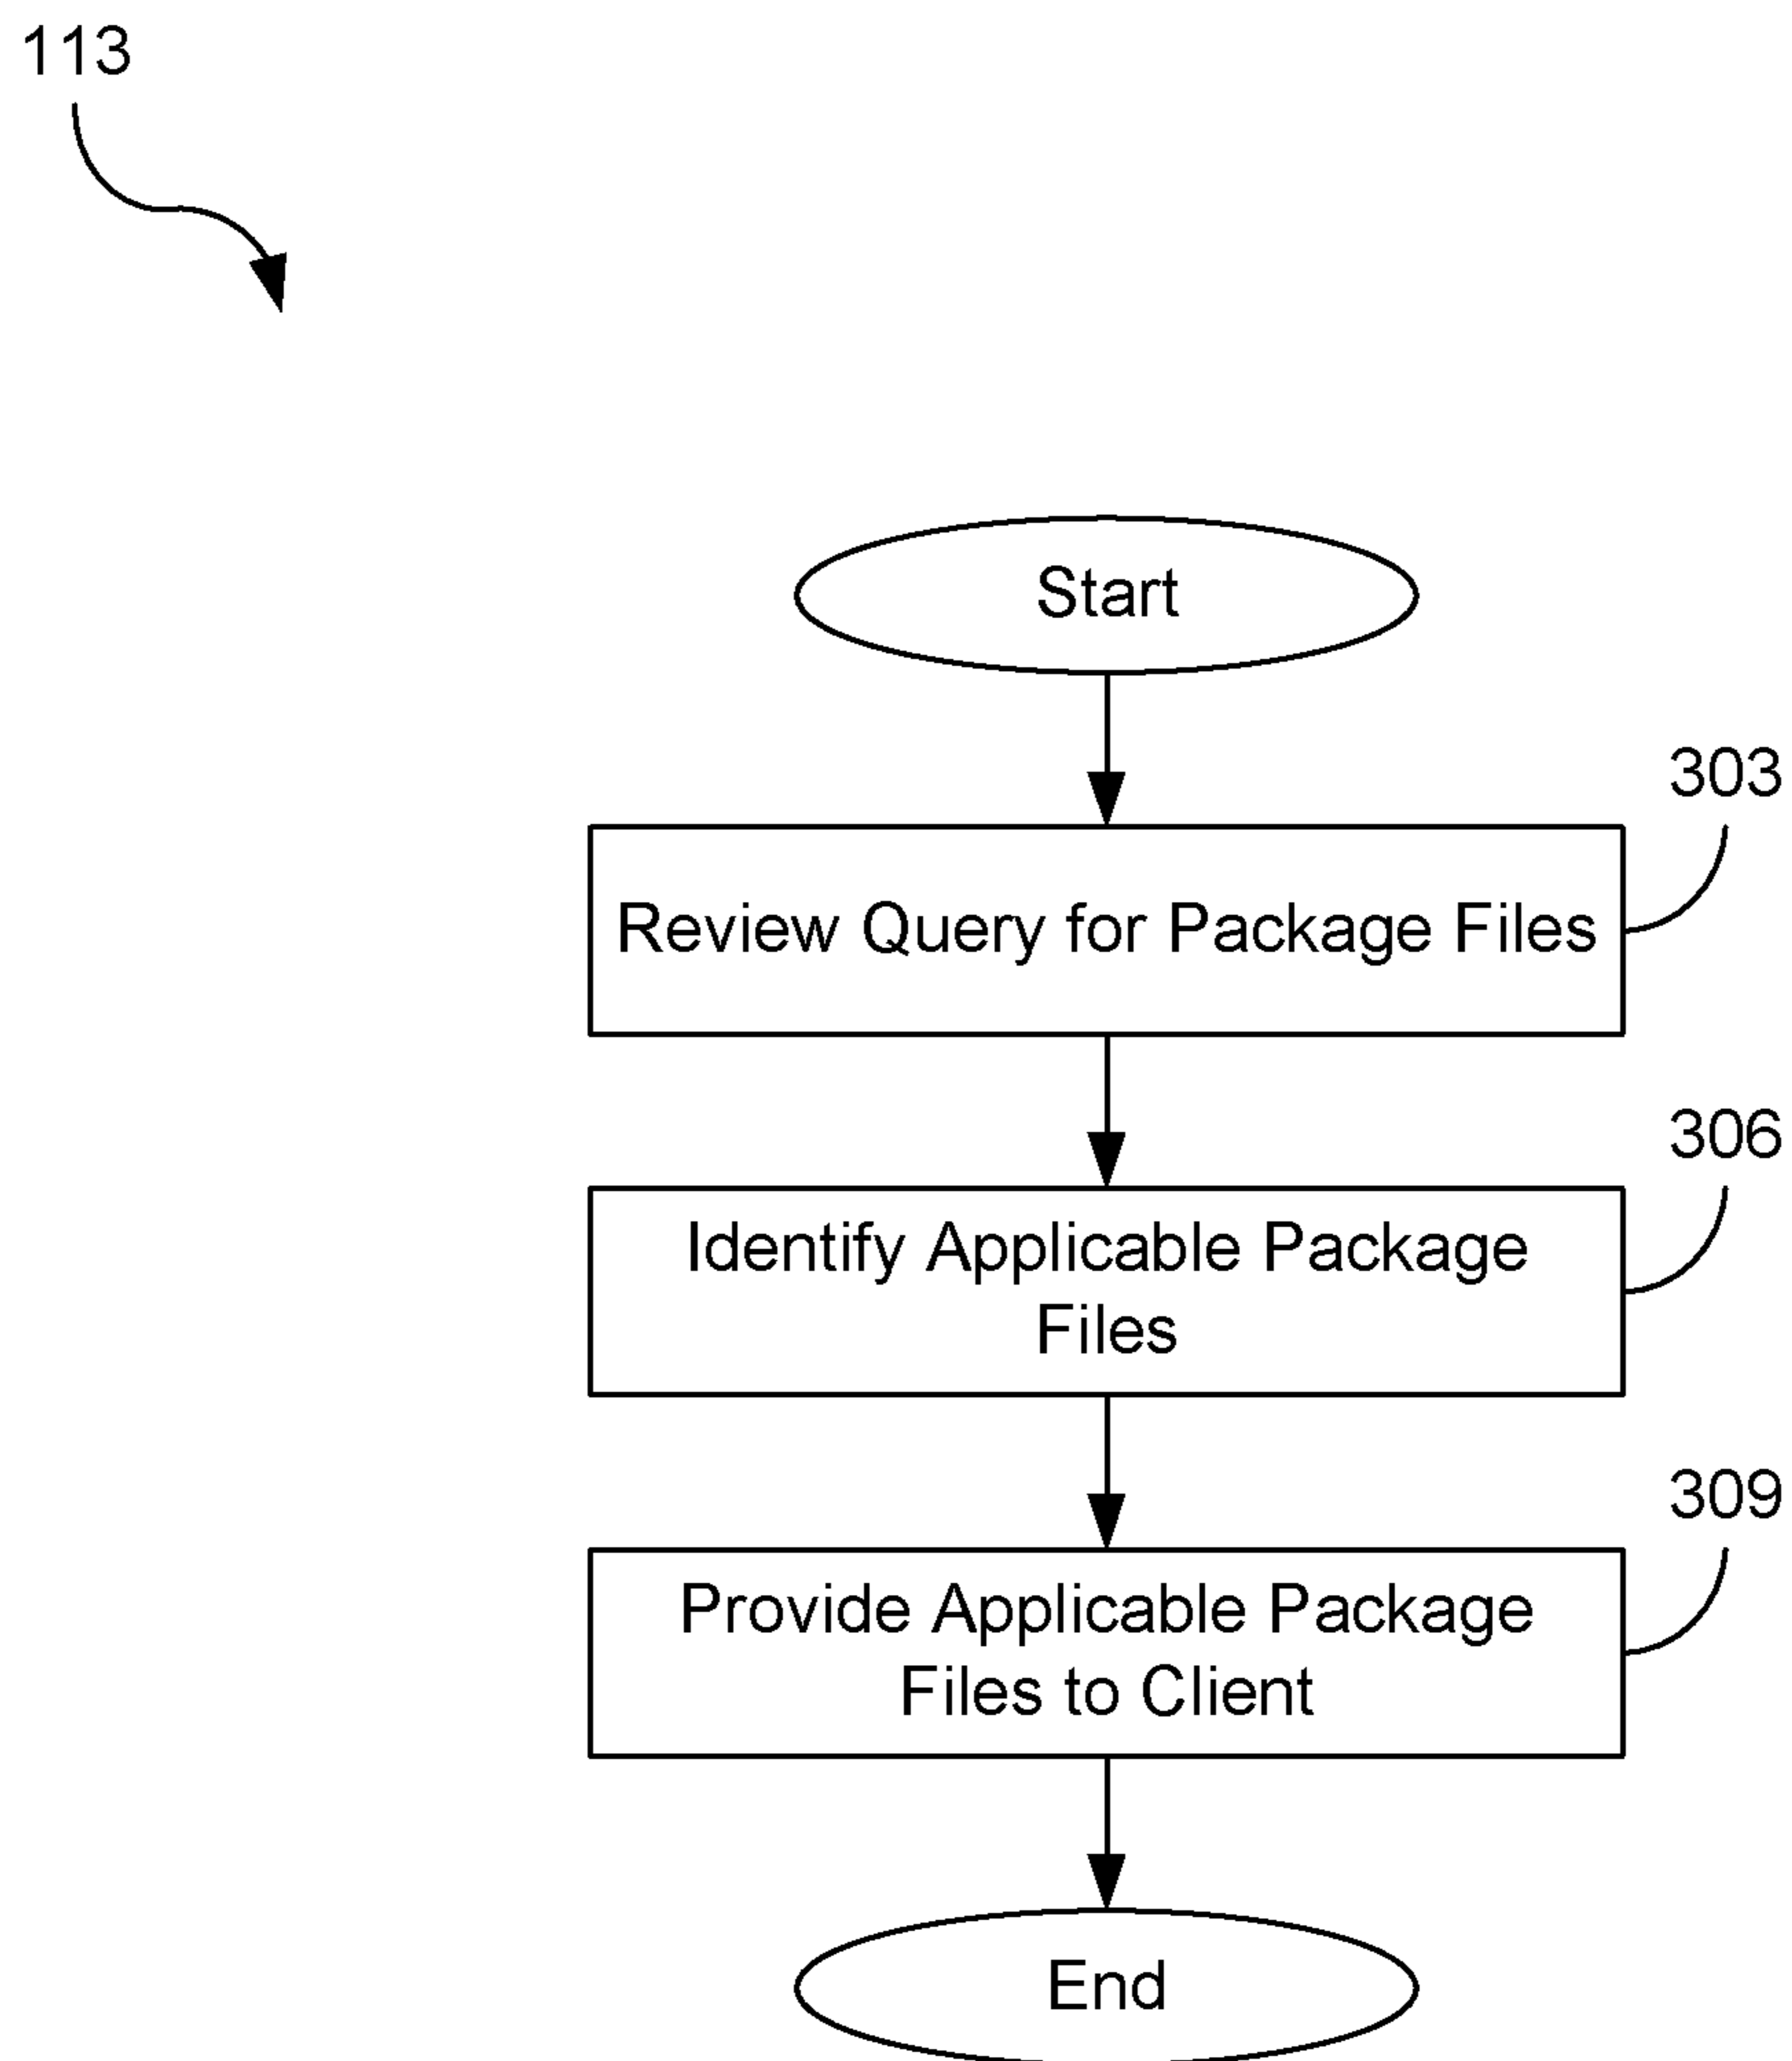 113
Start
303
Review Query for Package Files
306
Identify Applicable Package
Files
309
Provide Applicable Package
Files to Client
End